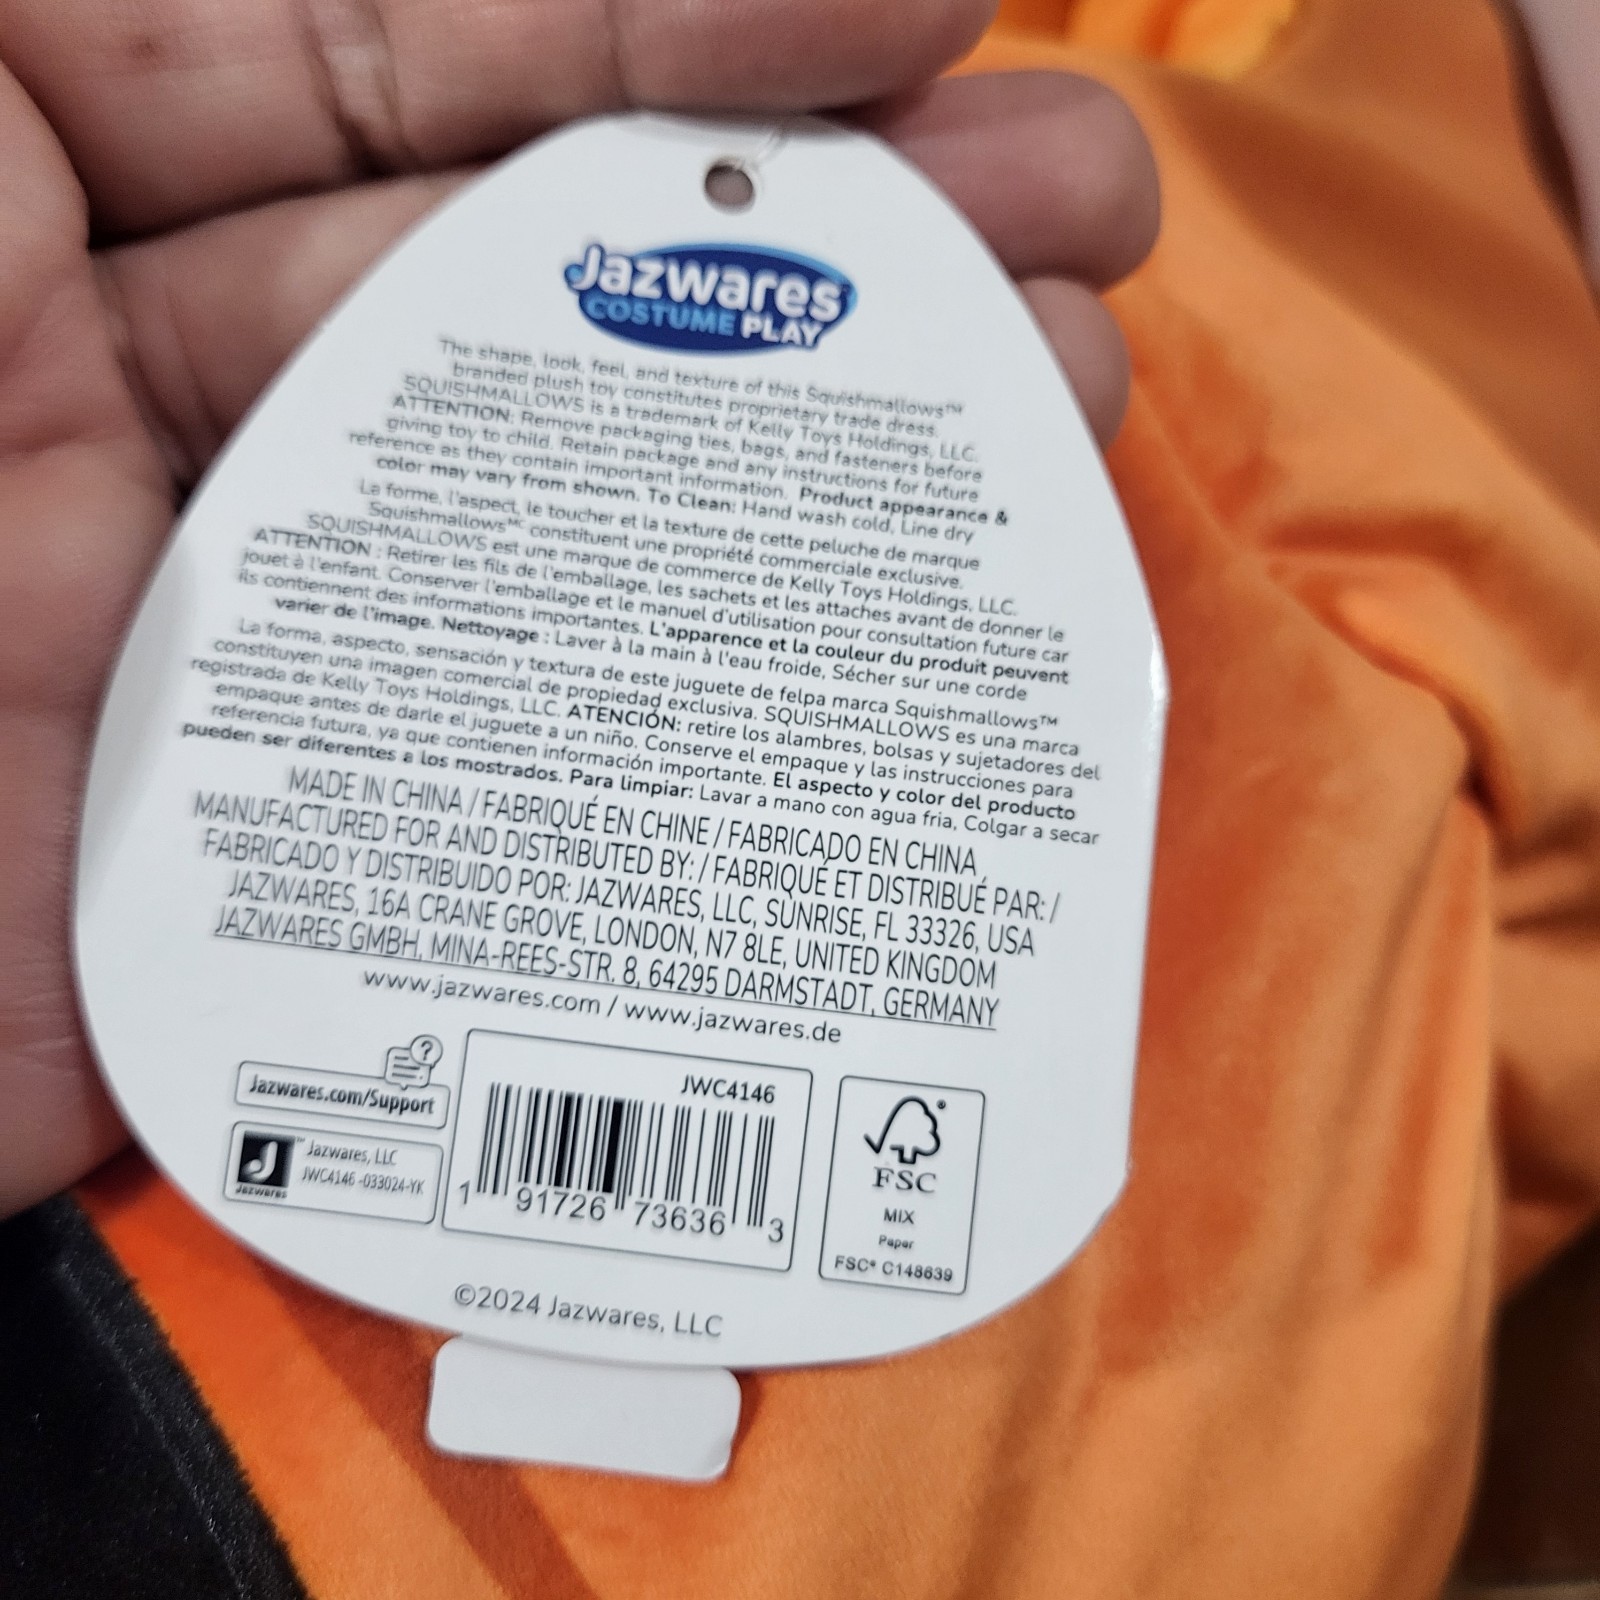 Jazwares™
COSTUME PLAY
The shape, look, feel, and texture of this Squishmallows™
branded plush toy constitutes proprietary trade dress.
SQUISHMALLOWS is a trademark of Kelly Toys Holdings, LLC.
ATTENTION: Remove packaging ties, bags, and fasteners before
giving toy to child. Retain package and any instructions for future
reference as they contain important information. Product appearance &
color may vary from shown. To Clean: Hand wash cold, Line dry
La forme, l'aspect, le toucher et la texture de cette peluche de marque
Squishmallowsᴹᶜ constituent une propriété commerciale exclusive.
SQUISHMALLOWS est une marque de commerce de Kelly Toys Holdings, LLC.
ATTENTION : Retirer les fils de l'emballage, les sachets et les attaches avant de donner le
jouet à l'enfant. Conserver l'emballage et le manuel d'utilisation pour consultation future car
ils contiennent des informations importantes. L'apparence et la couleur du produit peuvent
varier de l'image. Nettoyage : Laver à la main à l'eau froide, Sécher sur une corde
La forma, aspecto, sensación y textura de este juguete de felpa marca Squishmallows™
constituyen una imagen comercial de propiedad exclusiva. SQUISHMALLOWS es una marca
registrada de Kelly Toys Holdings, LLC. ATENCIÓN: retire los alambres, bolsas y sujetadores del
empaque antes de darle el juguete a un niño. Conserve el empaque y las instrucciones para
referencia futura, ya que contienen información importante. El aspecto y color del producto
pueden ser diferentes a los mostrados. Para limpiar: Lavar a mano con agua fria, Colgar a secar
MADE IN CHINA / FABRIQUÉ EN CHINE / FABRICADO EN CHINA
MANUFACTURED FOR AND DISTRIBUTED BY: / FABRIQUÉ ET DISTRIBUÉ PAR: /
FABRICADO Y DISTRIBUIDO POR: JAZWARES, LLC, SUNRISE, FL 33326, USA
JAZWARES, 16A CRANE GROVE, LONDON, N7 8LE, UNITED KINGDOM
JAZWARES GMBH, MINA-REES-STR. 8, 64295 DARMSTADT, GERMANY
www.jazwares.com / www.jazwares.de
?
Jazwares.com/Support
J™
Jazwares
Jazwares, LLC
JWC4146 -033024-YK
JWC4146
1 91726 73636 3
®
FSC
MIX
Paper
FSC® C148639
©2024 Jazwares, LLC